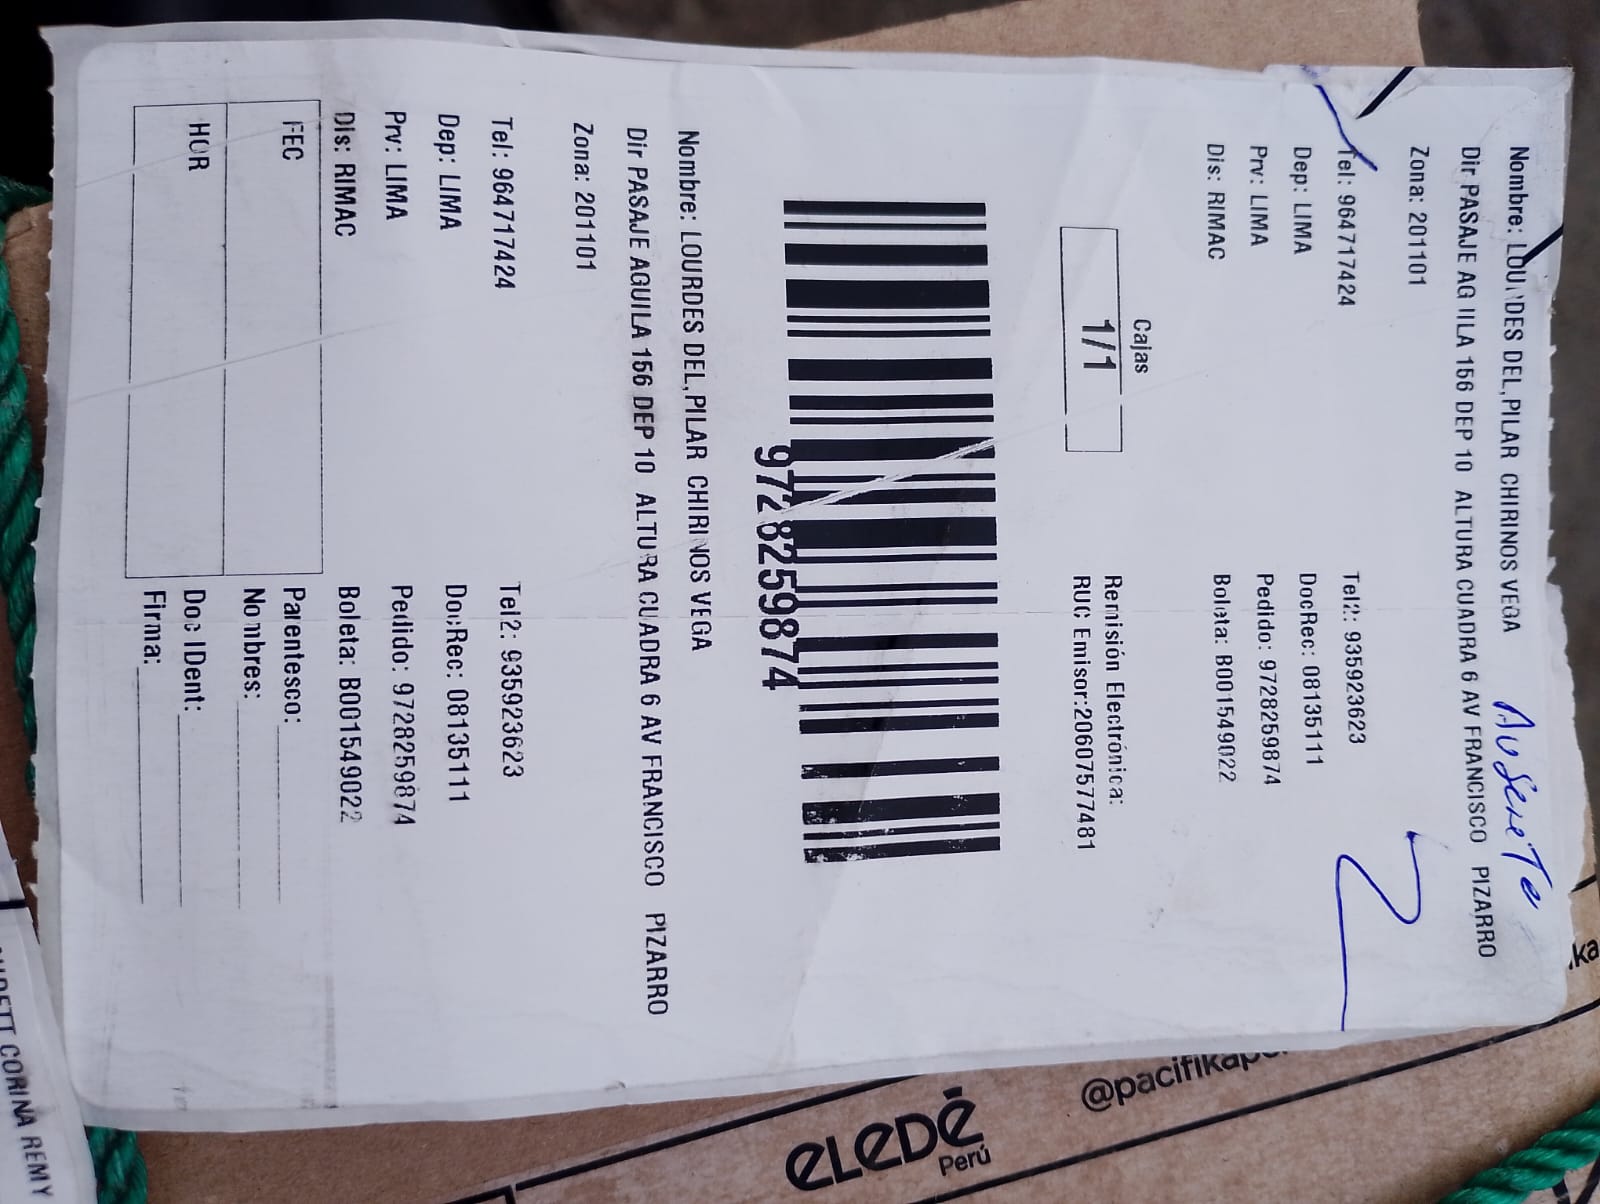 Ausente
Nombre: LOURDES DEL,PILAR CHIRINOS VEGA
Dir PASAJE AGUILA 156 DEP 10 ALTURA CUADRA 6 AV FRANCISCO PIZARRO
Zona: 201101
Tel: 964717424 Tel2: 935923623
Dep: LIMA DocRec: 08135111
Prv: LIMA Pedido: 9728259874
Dis: RIMAC Boleta: B001549022
Cajas
1/1
Remisión Electrónica:
RUC Emisor:20607577481
9728259874
Nombre: LOURDES DEL,PILAR CHIRINOS VEGA
Dir PASAJE AGUILA 156 DEP 10 ALTURA CUADRA 6 AV FRANCISCO PIZARRO
Zona: 201101
Tel: 964717424 Tel2: 935923623
Dep: LIMA DocRec: 08135111
Prv: LIMA Pedido: 9728259874
Dis: RIMAC Boleta: B001549022
FEC
HOR
Parentesco:
Nombres:
Doc IDent:
Firma:
CORINA REMY
@pacifikape
eLeDé
Perú